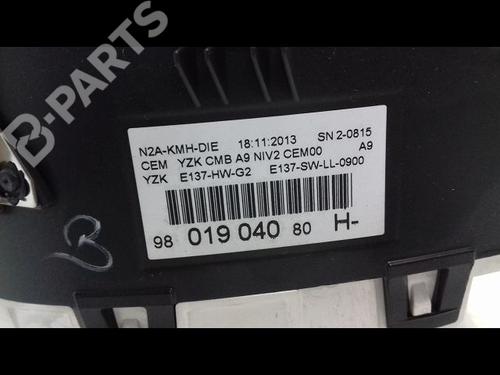 B-PARTS
N2A-KMH-DIE 18:11:2013 SN 2-0815
CEM YZK CMB A9 NIV2 CEM00 A9
YZK E137-HW-G2 E137-SW-LL-0900
98 019 040 80 H-
B